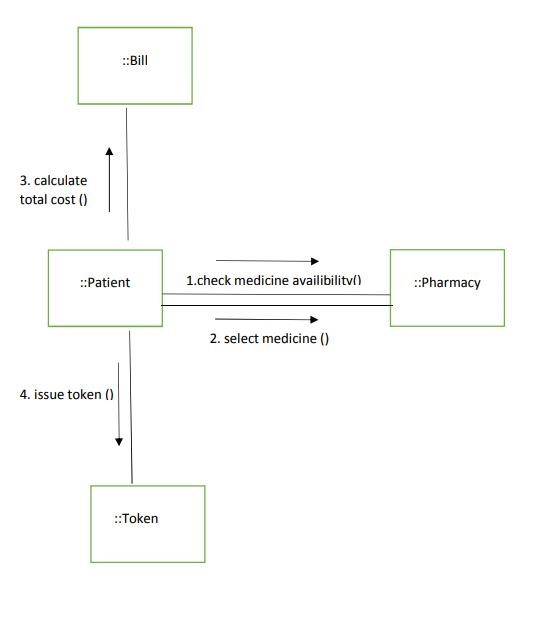 ::Bill
3. calculate
total cost ()
::Patient
1.check medicine availibility()
::Pharmacy
2. select medicine ()
4. issue token ()
::Token